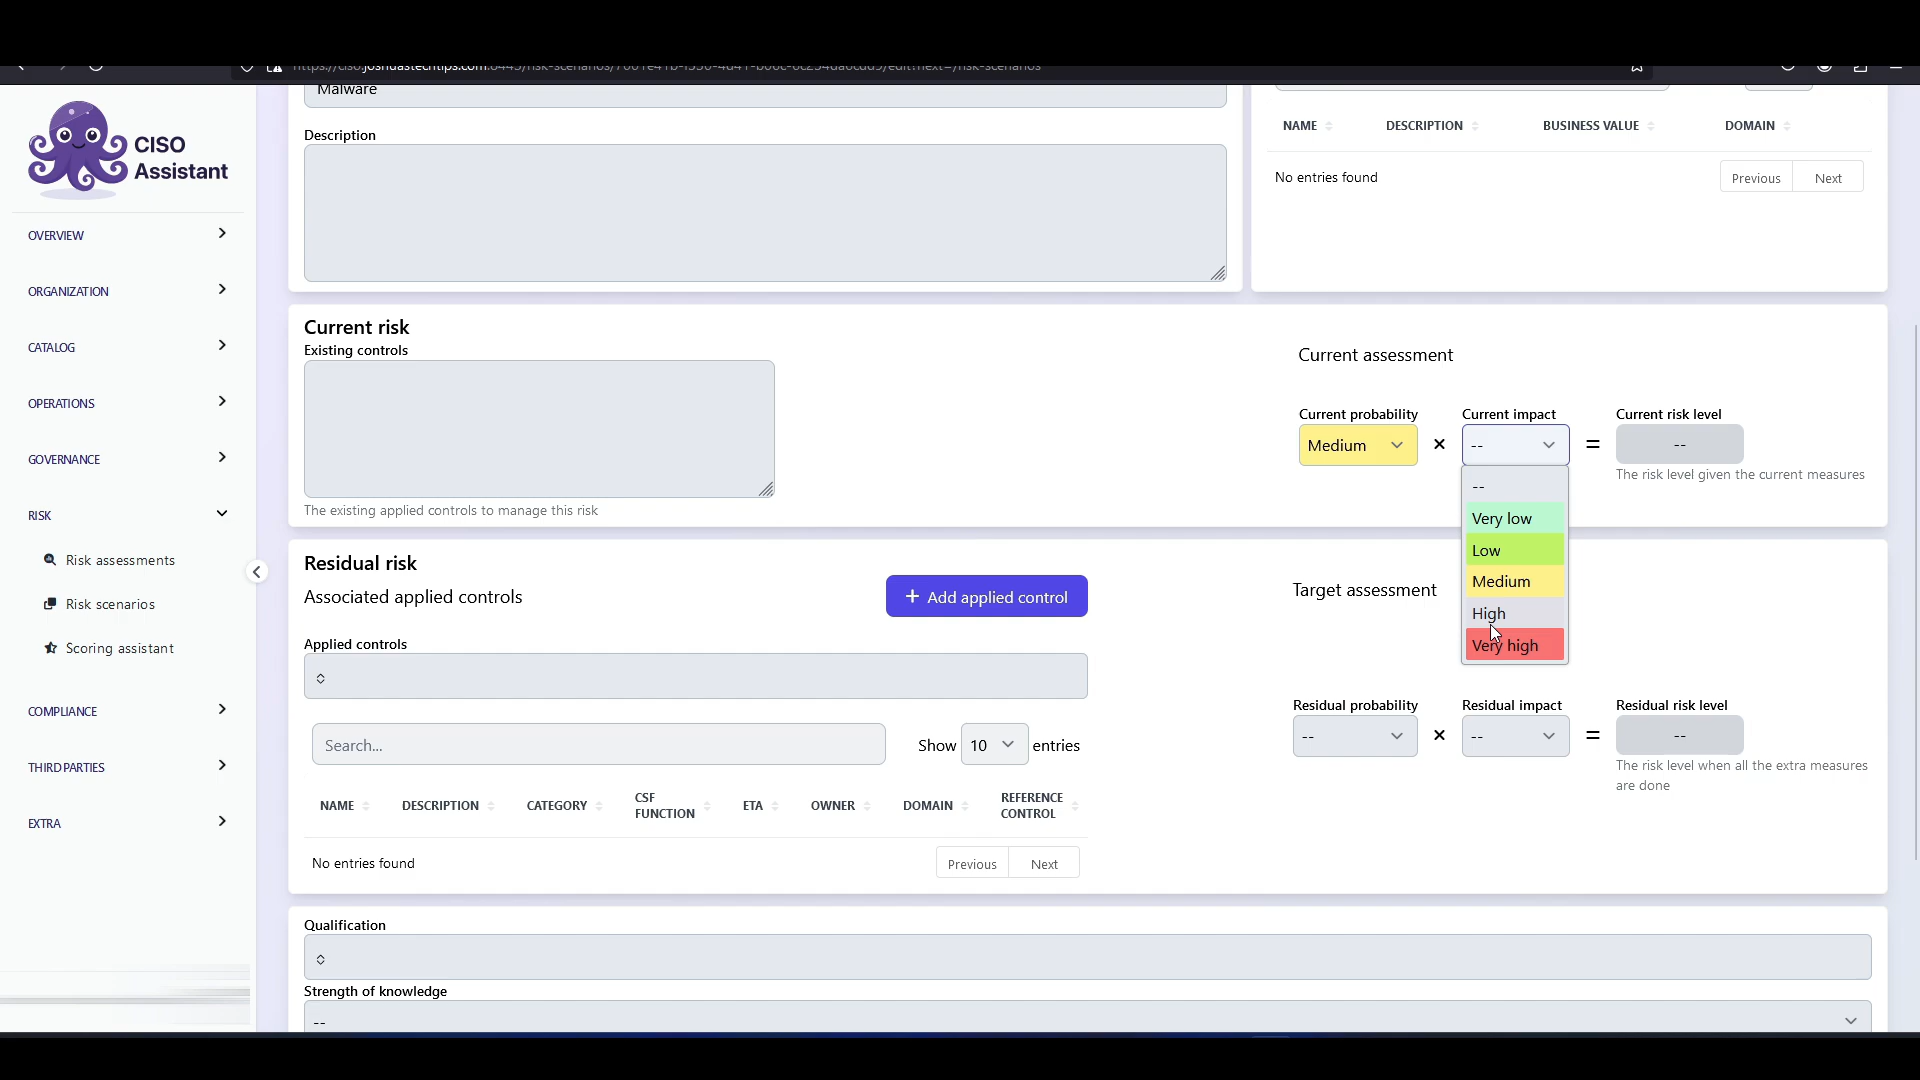 Malware
NAME DESCRIPTION BUSINESS VALUE DOMAIN
No entries found
Previous Next
CISO
Assistant
Description
OVERVIEW
ORGANIZATION
CATALOG
OPERATIONS
GOVERNANCE
RISK
Risk assessments
Risk scenarios
Scoring assistant
COMPLIANCE
THIRD PARTIES
EXTRA
Current risk
Existing controls
The existing applied controls to manage this risk
Current assessment
Current probability Current impact Current risk level
Medium × -- = --
The risk level given the current measures
--
Very low
Low
Medium
High
Very high
Residual risk
Associated applied controls
+ Add applied control
Applied controls
Search...
Show 10 entries
NAME DESCRIPTION CATEGORY CSF FUNCTION ETA OWNER DOMAIN REFERENCE CONTROL
No entries found
Previous Next
Target assessment
Residual probability Residual impact Residual risk level
-- × -- = --
The risk level when all the extra measures
are done
Qualification
Strength of knowledge
--